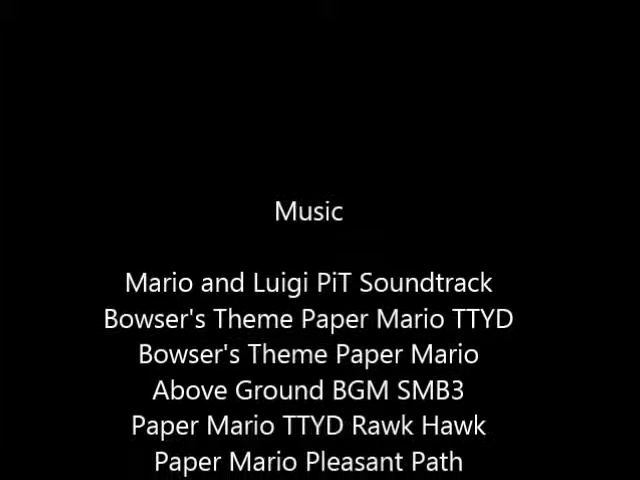 Music
Mario and Luigi PiT Soundtrack
Bowser's Theme Paper Mario TTYD
Bowser's Theme Paper Mario
Above Ground BGM SMB3
Paper Mario TTYD Rawk Hawk
Paper Mario Pleasant Path